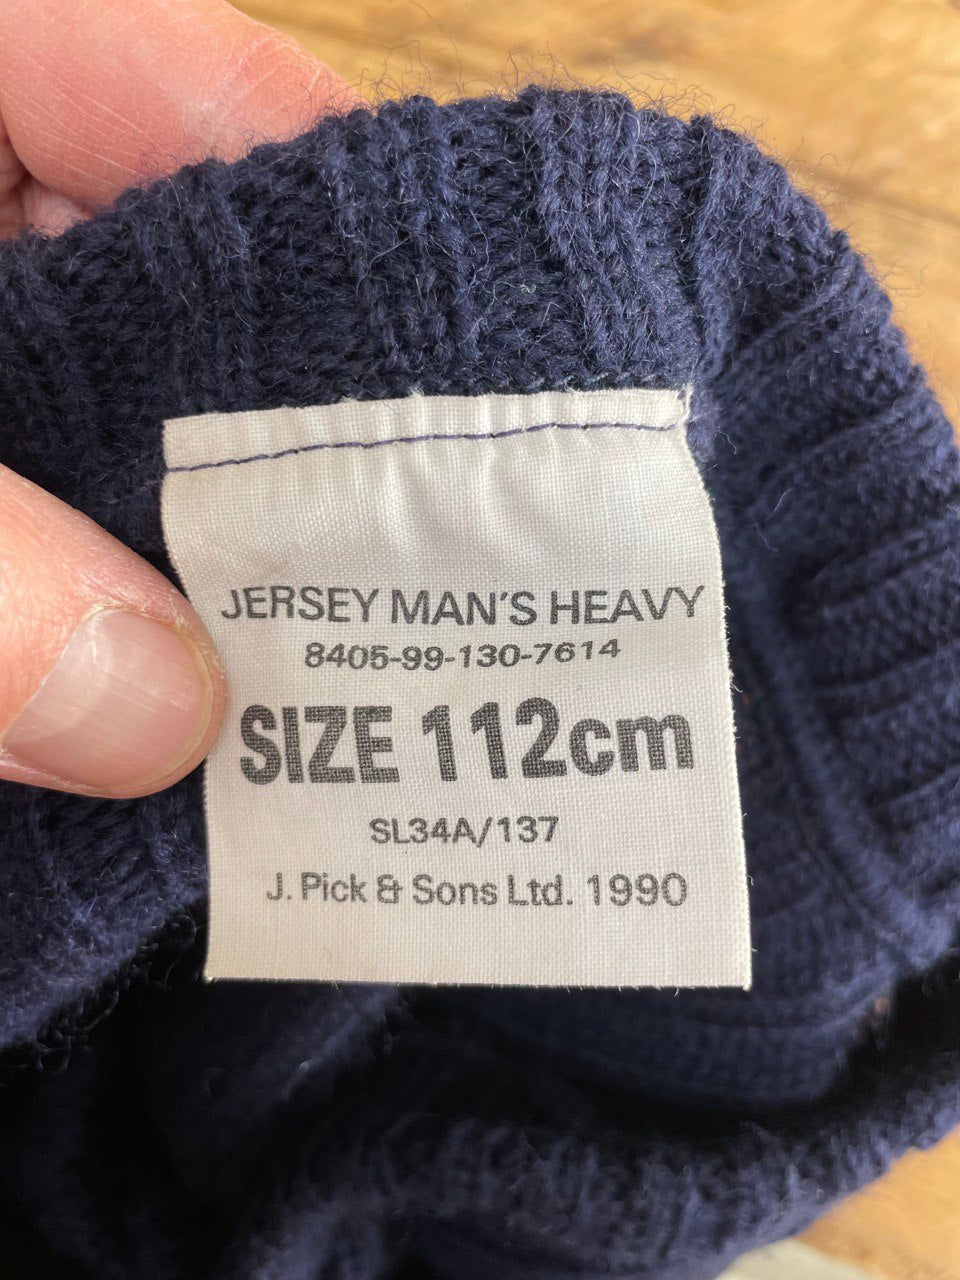 JERSEY MAN'S HEAVY
8405-99-130-7614
SIZE 112cm
SL34A/137
J. Pick & Sons Ltd. 1990